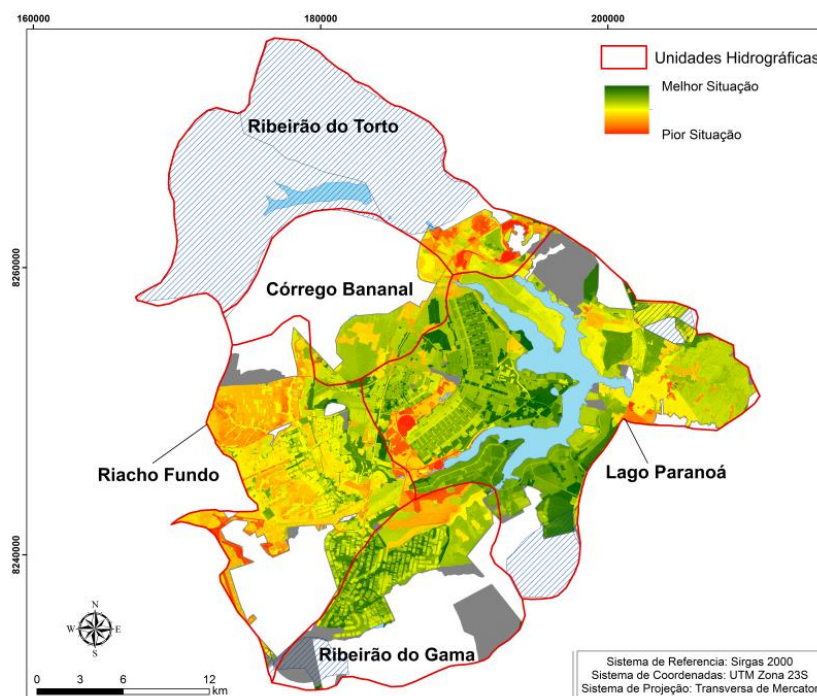 160000
180000
200000
Unidades Hidrográficas
Melhor Situação
Pior Situação
Ribeirão do Torto
8260000
Córrego Bananal
Riacho Fundo
Lago Paranoá
8240000
N
W E
S
Ribeirão do Gama
0 3 6 12
km
Sistema de Referencia: Sirgas 2000
Sistema de Coordenadas: UTM Zona 23S
Sistema de Projeção: Transversa de Mercator